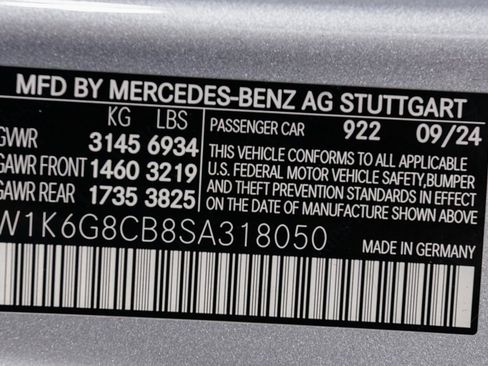 MFD BY MERCEDES-BENZ AG STUTTGART
KG LBS
GVWR 3145 6934
GAWR FRONT 1460 3219
GAWR REAR 1735 3825
PASSENGER CAR 922 09/24
THIS VEHICLE CONFORMS TO ALL APPLICABLE
U.S. FEDERAL MOTOR VEHICLE SAFETY, BUMPER
AND THEFT PREVENTION STANDARDS IN EFFECT
ON THE DATE OF MANUFACTURE SHOWN ABOVE.
W1K6G8CB8SA318050
MADE IN GERMANY